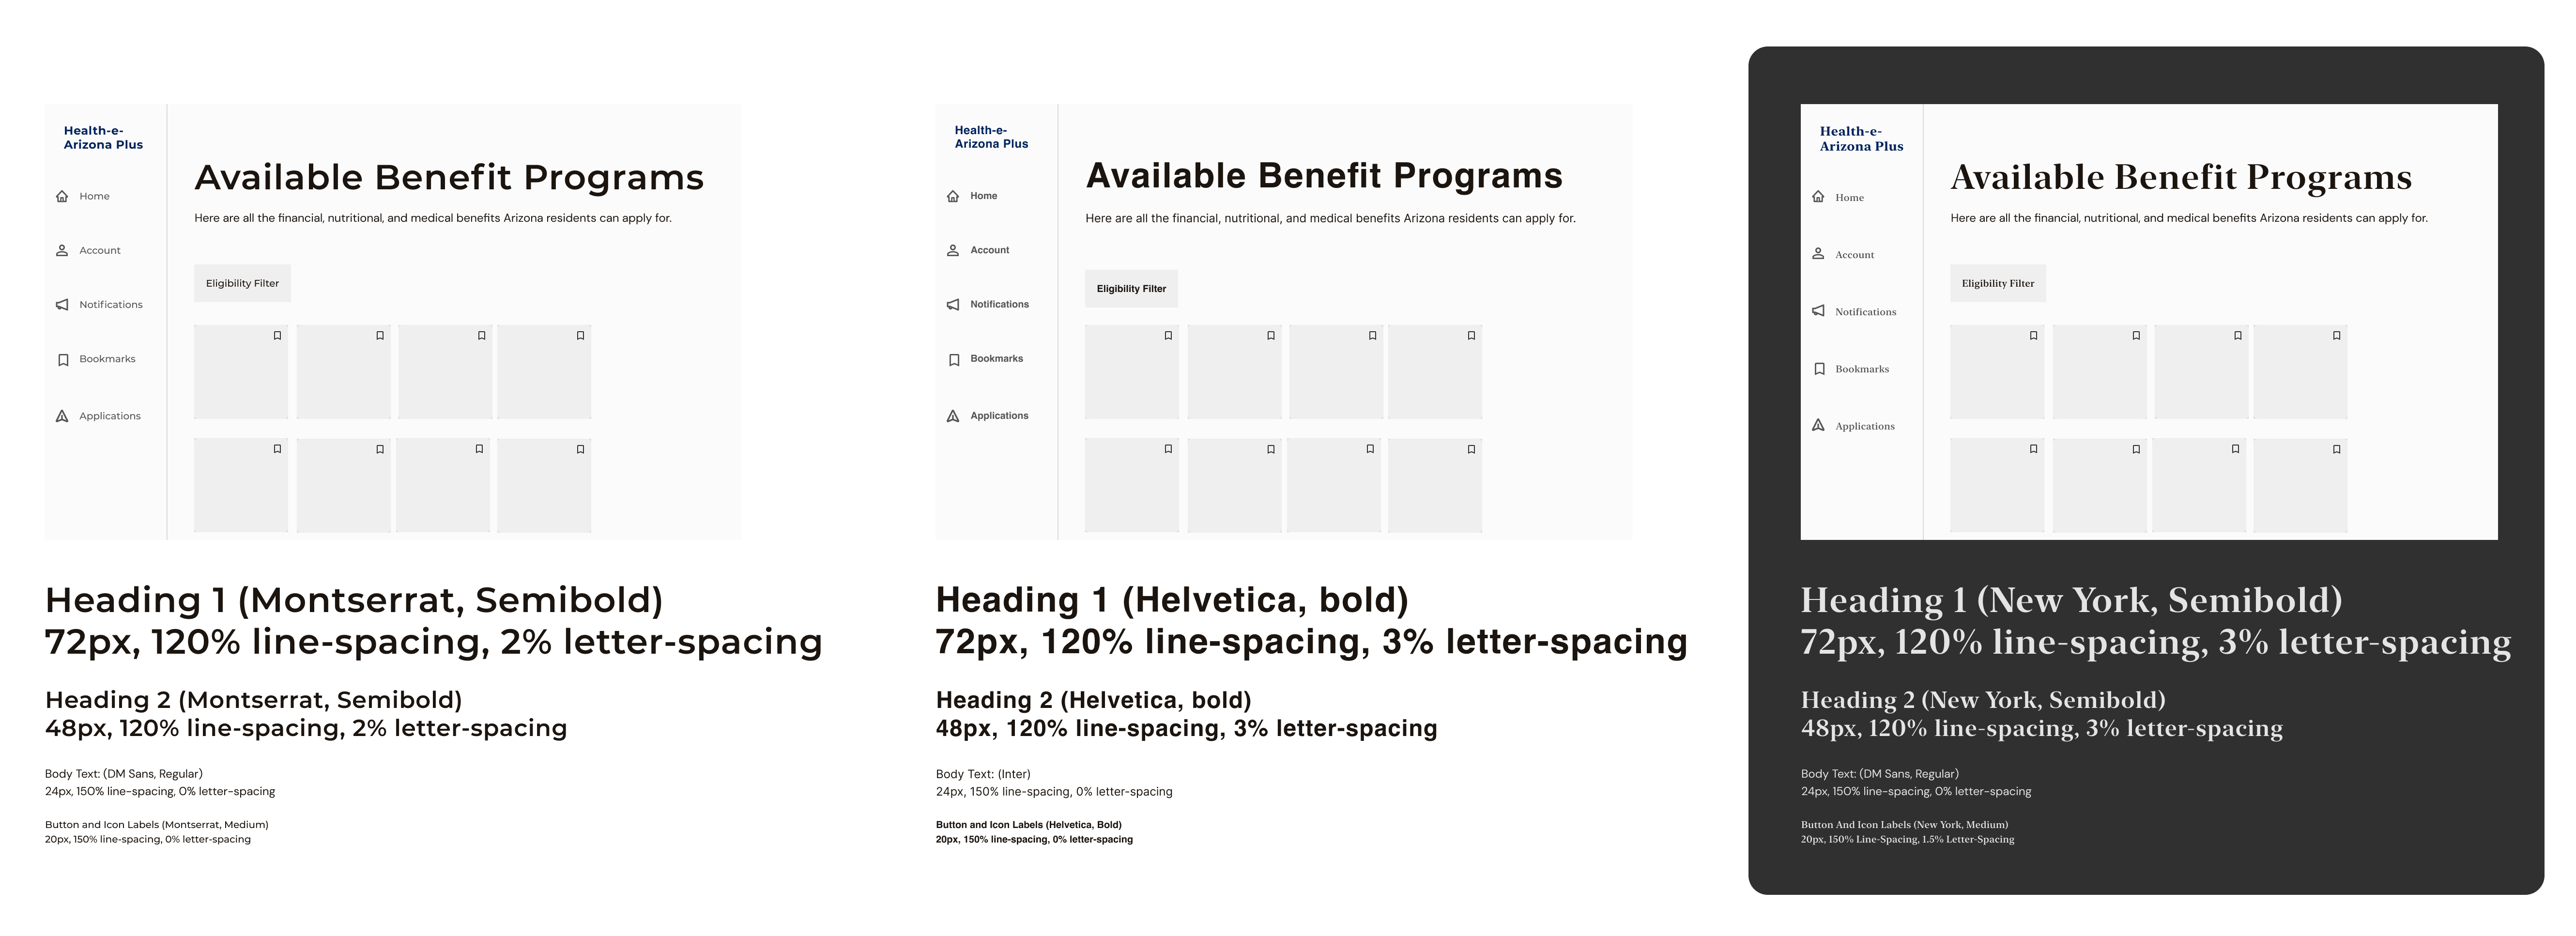 Health-e-
Arizona Plus
Home
Account
Notifications
Bookmarks
Applications
Available Benefit Programs
Here are all the financial, nutritional, and medical benefits Arizona residents can apply for.
Eligibility Filter
Heading 1 (Montserrat, Semibold)
72px, 120% line-spacing, 2% letter-spacing
Heading 2 (Montserrat, Semibold)
48px, 120% line-spacing, 2% letter-spacing
Body Text: (DM Sans, Regular)
24px, 150% line-spacing, 0% letter-spacing
Button and Icon Labels (Montserrat, Medium)
20px, 150% line-spacing, 0% letter-spacing
Health-e-
Arizona Plus
Home
Account
Notifications
Bookmarks
Applications
Available Benefit Programs
Here are all the financial, nutritional, and medical benefits Arizona residents can apply for.
Eligibility Filter
Heading 1 (Helvetica, bold)
72px, 120% line-spacing, 3% letter-spacing
Heading 2 (Helvetica, bold)
48px, 120% line-spacing, 3% letter-spacing
Body Text: (Inter)
24px, 150% line-spacing, 0% letter-spacing
Button and Icon Labels (Helvetica, Bold)
20px, 150% line-spacing, 0% letter-spacing
Health-e-
Arizona Plus
Home
Account
Notifications
Bookmarks
Applications
Available Benefit Programs
Here are all the financial, nutritional, and medical benefits Arizona residents can apply for.
Eligibility Filter
Heading 1 (New York, Semibold)
72px, 120% line-spacing, 3% letter-spacing
Heading 2 (New York, Semibold)
48px, 120% line-spacing, 3% letter-spacing
Body Text: (DM Sans, Regular)
24px, 150% line-spacing, 0% letter-spacing
Button And Icon Labels (New York, Medium)
20px, 150% Line-Spacing, 1.5% Letter-Spacing